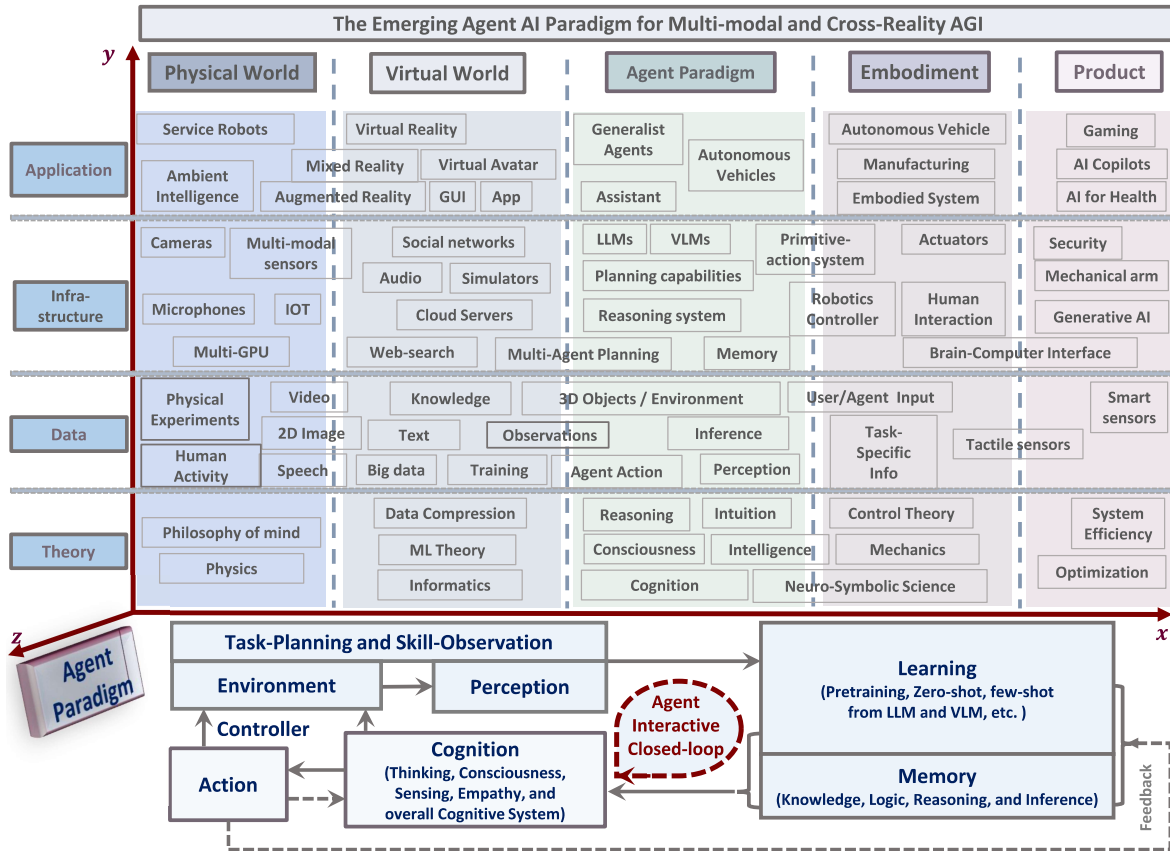 The Emerging Agent AI Paradigm for Multi-modal and Cross-Reality AGI
y
Physical World
Virtual World
Agent Paradigm
Embodiment
Product
Application
Service Robots
Ambient
Intelligence
Virtual Reality
Mixed Reality
Virtual Avatar
Augmented Reality
GUI
App
Generalist
Agents
Autonomous
Vehicles
Assistant
Autonomous Vehicle
Manufacturing
Embodied System
Gaming
AI Copilots
AI for Health
Infra-
structure
Cameras
Multi-modal
sensors
Microphones
IOT
Multi-GPU
Social networks
Audio
Simulators
Cloud Servers
Web-search
Multi-Agent Planning
LLMs
VLMs
Primitive-
action system
Planning capabilities
Reasoning system
Memory
Robotics
Controller
Actuators
Human
Interaction
Brain-Computer Interface
Security
Mechanical arm
Generative AI
Data
Physical
Experiments
Video
2D Image
Human
Activity
Speech
Knowledge
Text
Observations
Big data
Training
3D Objects / Environment
Inference
Agent Action
Perception
User/Agent Input
Task-
Specific
Info
Tactile sensors
Smart
sensors
Theory
Philosophy of mind
Physics
Data Compression
ML Theory
Informatics
Reasoning
Intuition
Consciousness
Intelligence
Cognition
Neuro-Symbolic Science
Control Theory
Mechanics
System
Efficiency
Optimization
z
x
Agent
Paradigm
Task-Planning and Skill-Observation
Environment
Perception
Controller
Action
Cognition
(Thinking, Consciousness,
Sensing, Empathy, and
overall Cognitive System)
Agent
Interactive
Closed-loop
Learning
(Pretraining, Zero-shot, few-shot
from LLM and VLM, etc. )
Memory
(Knowledge, Logic, Reasoning, and Inference)
Feedback